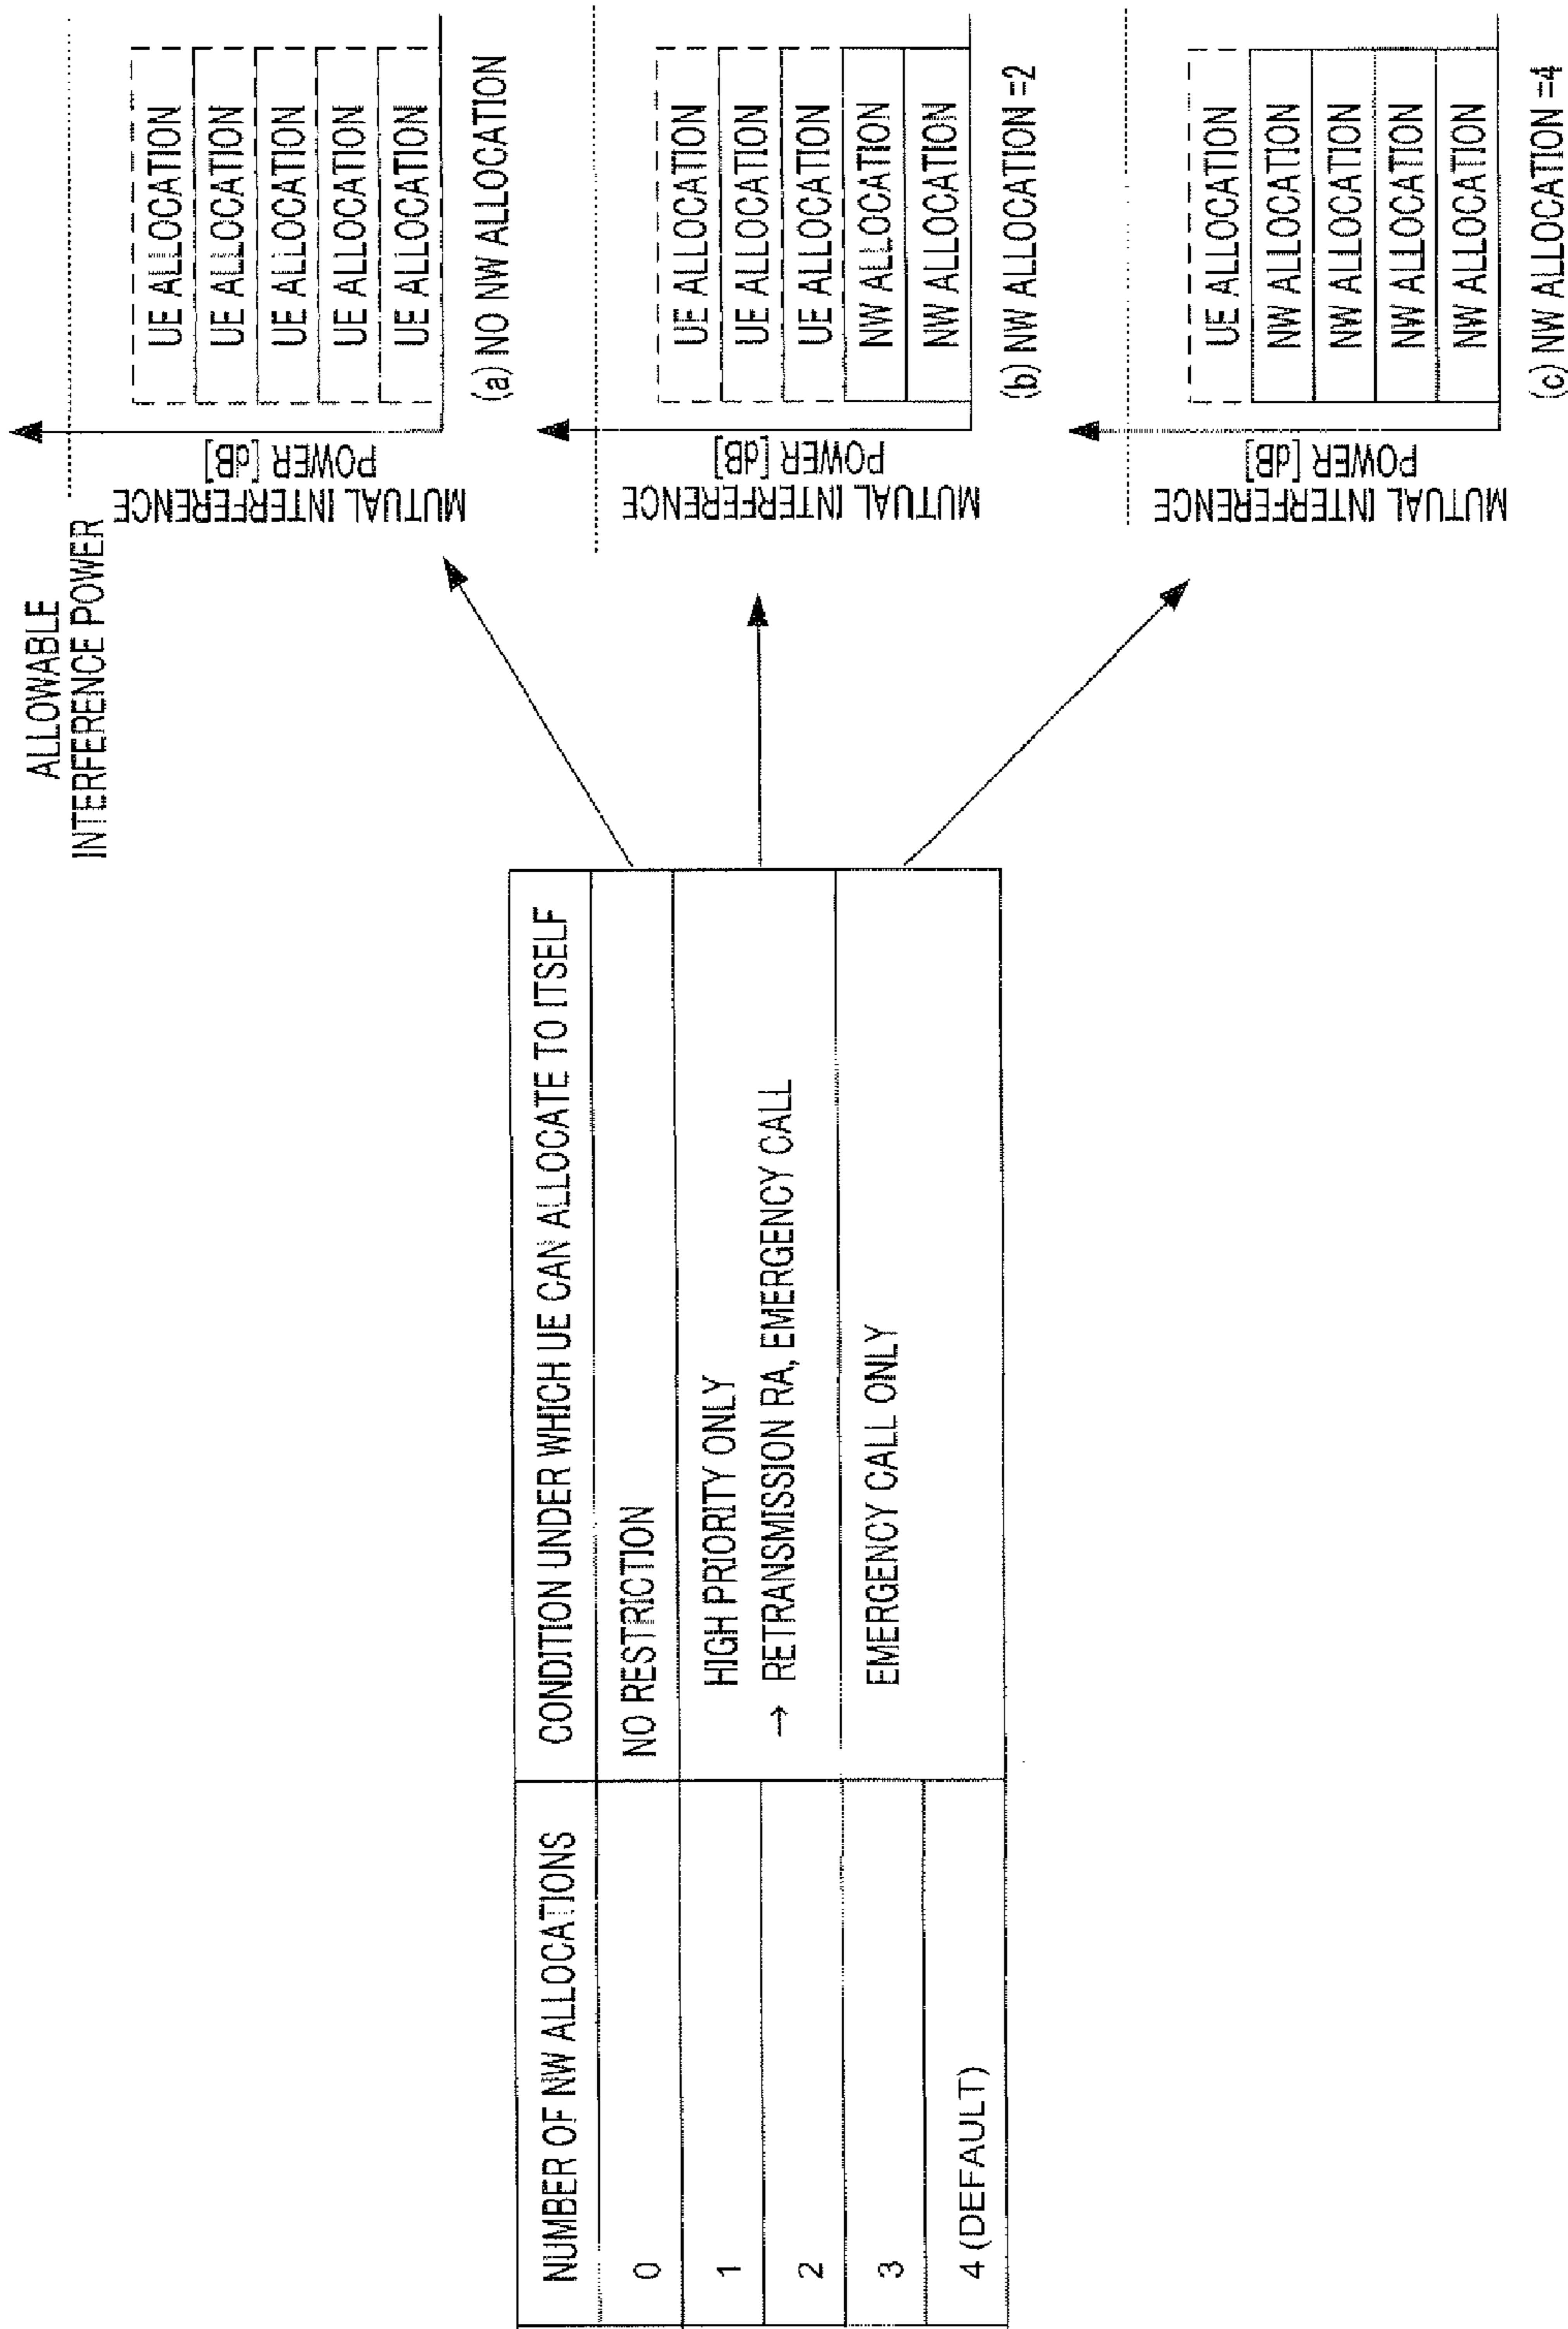 NUMBER OF NW ALLOCATIONS
CONDITION UNDER WHICH UE CAN ALLOCATE TO ITSELF
0
NO RESTRICTION
1
2
HIGH PRIORITY ONLY
→ RETRANSMISSION RA, EMERGENCY CALL
3
4 (DEFAULT)
EMERGENCY CALL ONLY
ALLOWABLE
INTERFERENCE POWER
MUTUAL INTERFERENCE
POWER [dB]
UE ALLOCATION
UE ALLOCATION
UE ALLOCATION
UE ALLOCATION
UE ALLOCATION
(a) NO NW ALLOCATION
MUTUAL INTERFERENCE
POWER [dB]
UE ALLOCATION
UE ALLOCATION
UE ALLOCATION
NW ALLOCATION
NW ALLOCATION
(b) NW ALLOCATION =2
MUTUAL INTERFERENCE
POWER [dB]
UE ALLOCATION
NW ALLOCATION
NW ALLOCATION
NW ALLOCATION
NW ALLOCATION
(c) NW ALLOCATION =4